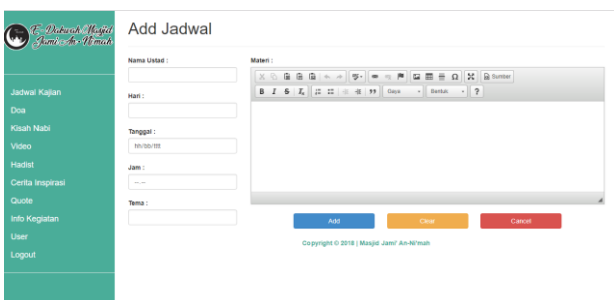 E-Dakwah Masjid
Jami - An - Ni'mah
Add Jadwal
Jadwal Kajian
Doa
Kisah Nabi
Video
Hadist
Cerita Inspirasi
Quote
Info Kegiatan
User
Logout
Nama Ustad :
Hari :
Tanggal :
hh/bb/tttt
Jam :
--.--
Tema :
Materi :
Sumber
B I S Tx
Gaya Bentuk ?
Add Clear Cancel
Copyright © 2018 | Masjid Jami' An-Ni'mah